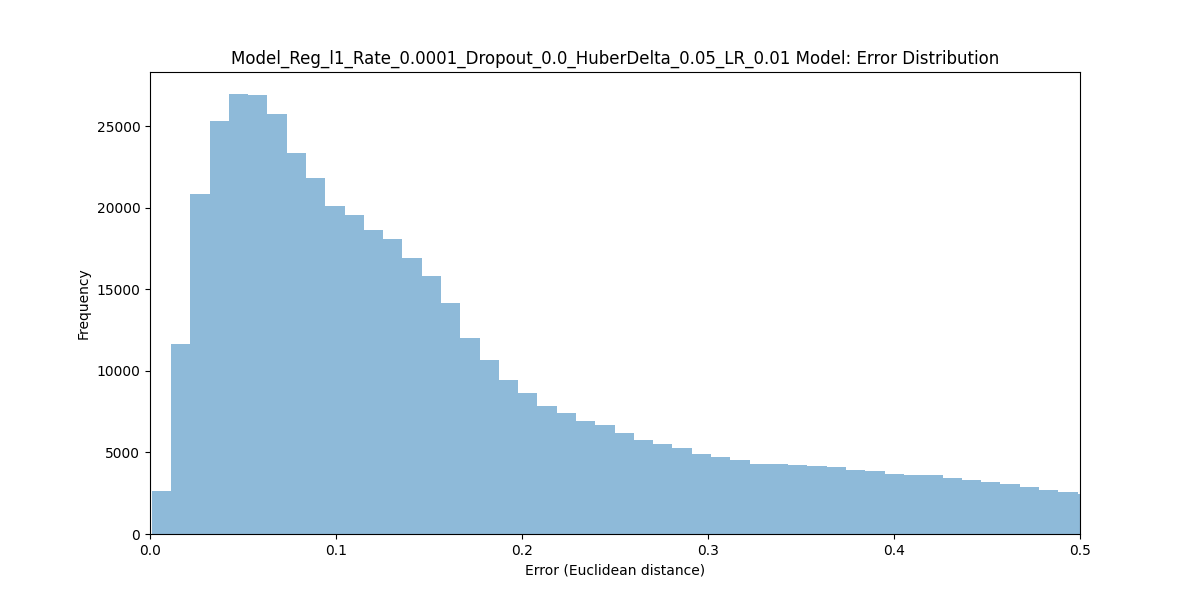 Model_Reg_l1_Rate_0.0001_Dropout_0.0_HuberDelta_0.05_LR_0.01 Model: Error Distribution
Frequency
25000
20000
15000
10000
5000
0
0.0 0.1 0.2 0.3 0.4 0.5
Error (Euclidean distance)